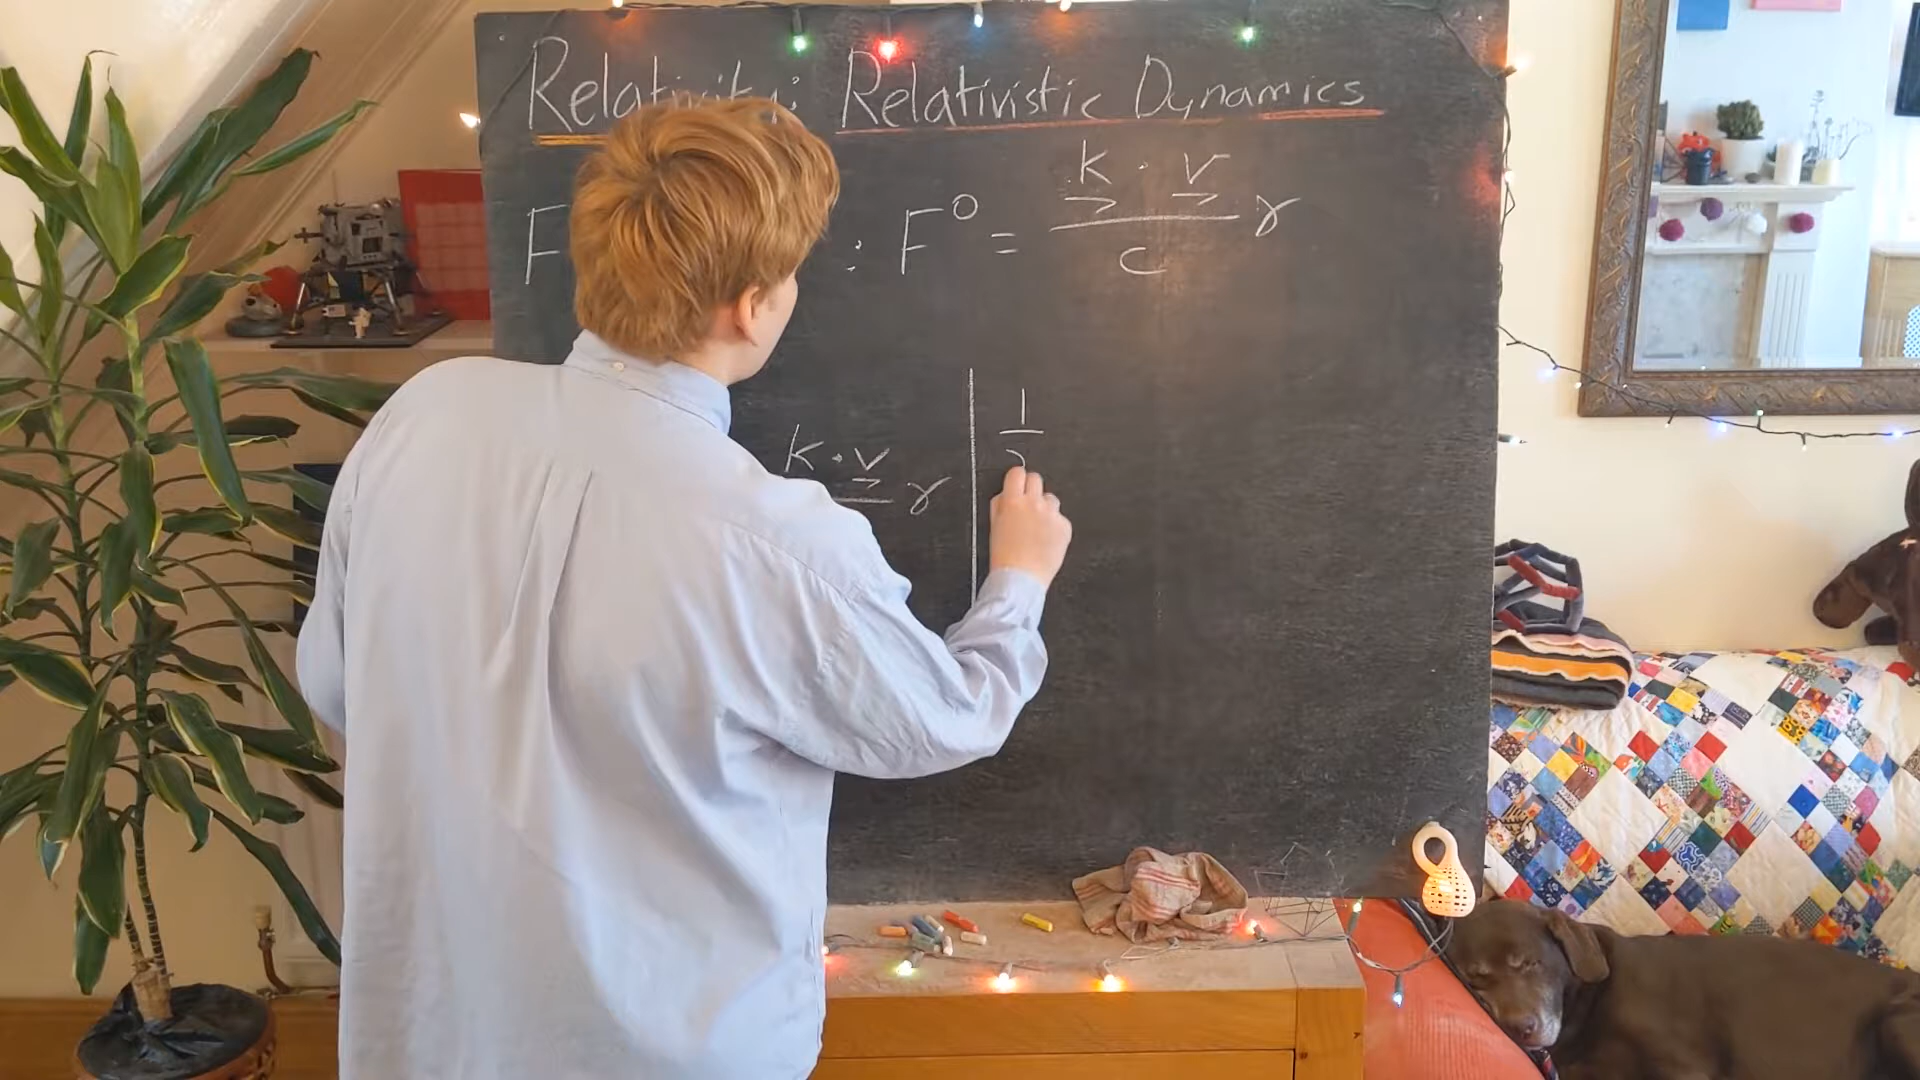 Relativity: Relativistic Dynamics
F : F⁰ = k · v / c γ
k · v γ | 1